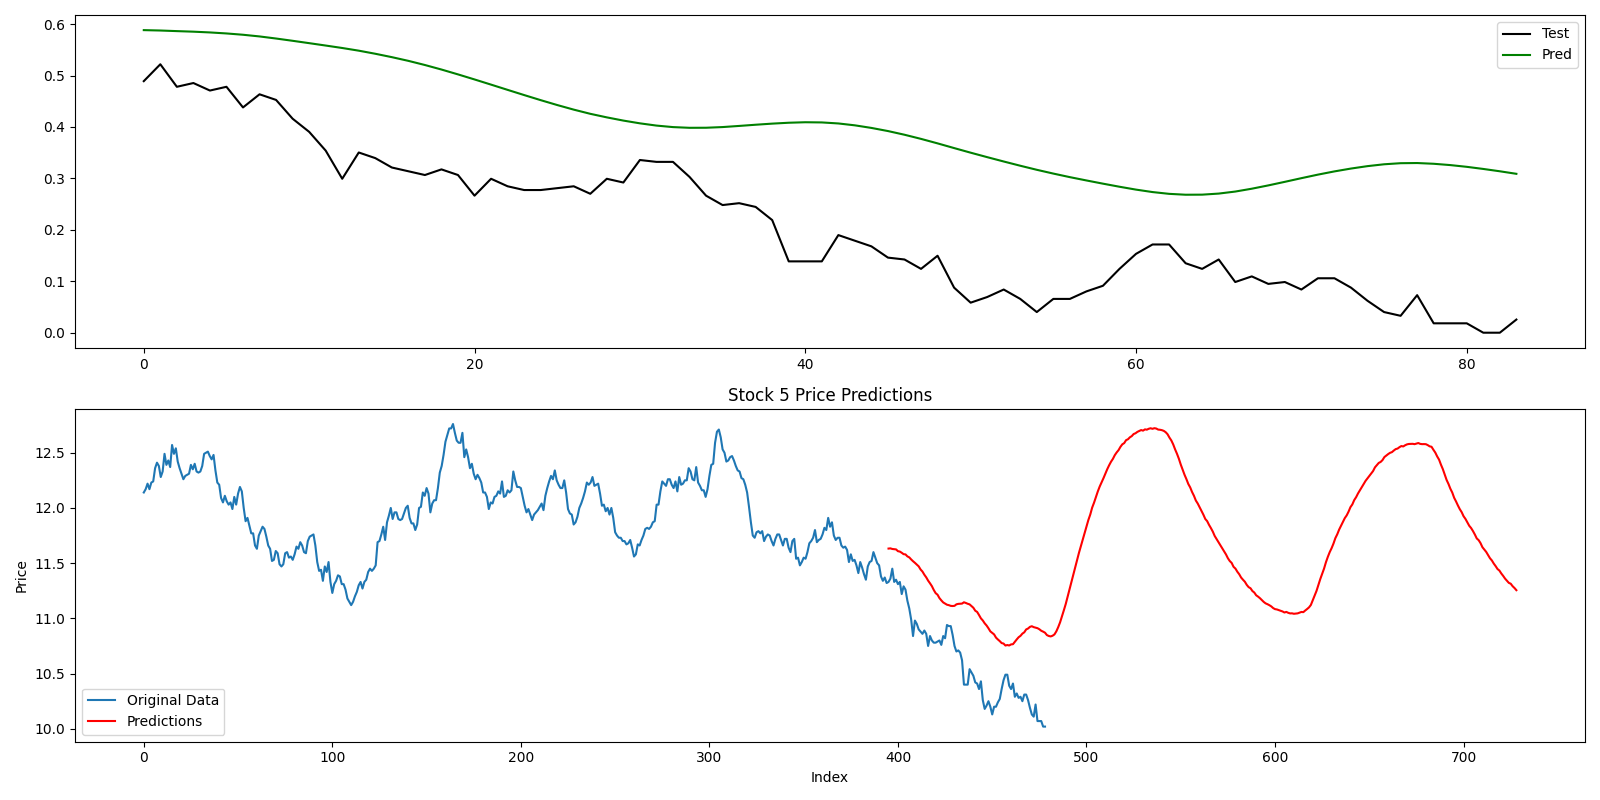 0.6
0.5
0.4
0.3
0.2
0.1
0.0
Test
Pred
0 20 40 60 80
Stock 5 Price Predictions
12.5
12.0
11.5
11.0
10.5
10.0
Price
Original Data
Predictions
0 100 200 300 400 500 600 700
Index